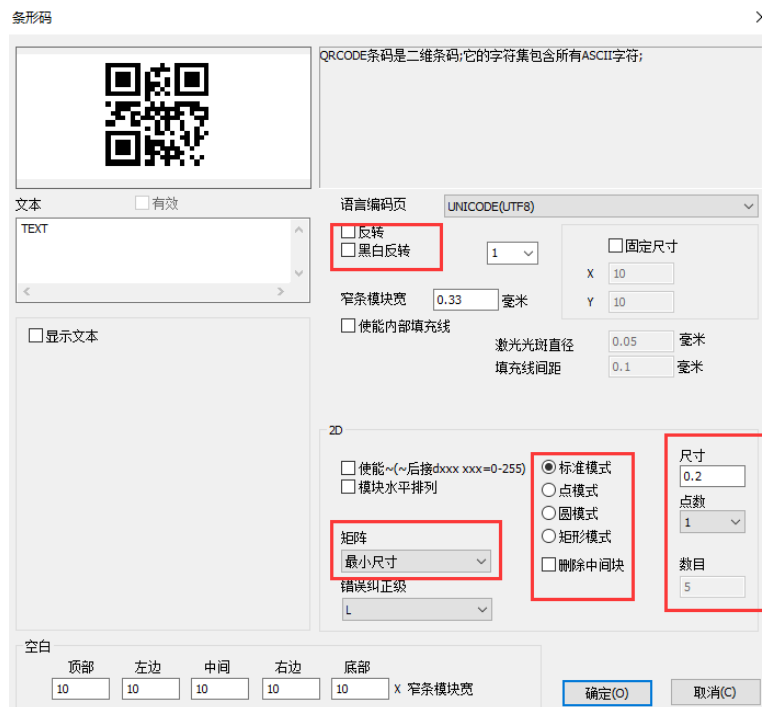 条形码
QRCODE条码是二维条码;它的字符集包含所有ASCII字符;
文本 有效
TEXT
显示文本
语言编码页 UNICODE(UTF8)
反转
黑白反转 1
固定尺寸
X 10
Y 10
窄条模块宽 0.33 毫米
使能内部填充线
激光光斑直径 0.05 毫米
填充线间距 0.1 毫米
2D
使能~(~后接dxxx xxx=0-255)
模块水平排列
标准模式
点模式
圆模式
矩形模式
删除中间块
尺寸
0.2
点数
1
数目
5
矩阵
最小尺寸
错误纠正级
L
空白
顶部 左边 中间 右边 底部
10 10 10 10 10 X 窄条模块宽
确定(O) 取消(C)